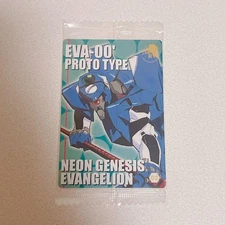 EVA-00'
PROTO TYPE
NEON GENESIS
EVANGELION